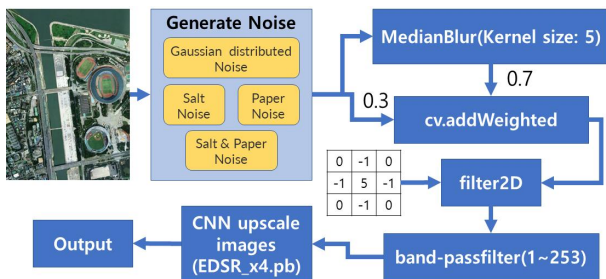 Generate Noise
Gaussian distributed
Noise
Salt
Noise
Paper
Noise
Salt & Paper
Noise
MedianBlur(Kernel size: 5)
0.7
0.3
cv.addWeighted
0 -1 0
-1 5 -1
0 -1 0
filter2D
band-passfilter(1~253)
CNN upscale
images
(EDSR_x4.pb)
Output